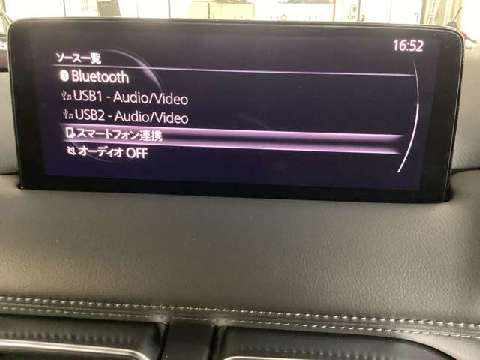 16:52
ソース一覧
Bluetooth
USB1 - Audio/Video
USB2 - Audio/Video
スマートフォン連携
オーディオ OFF